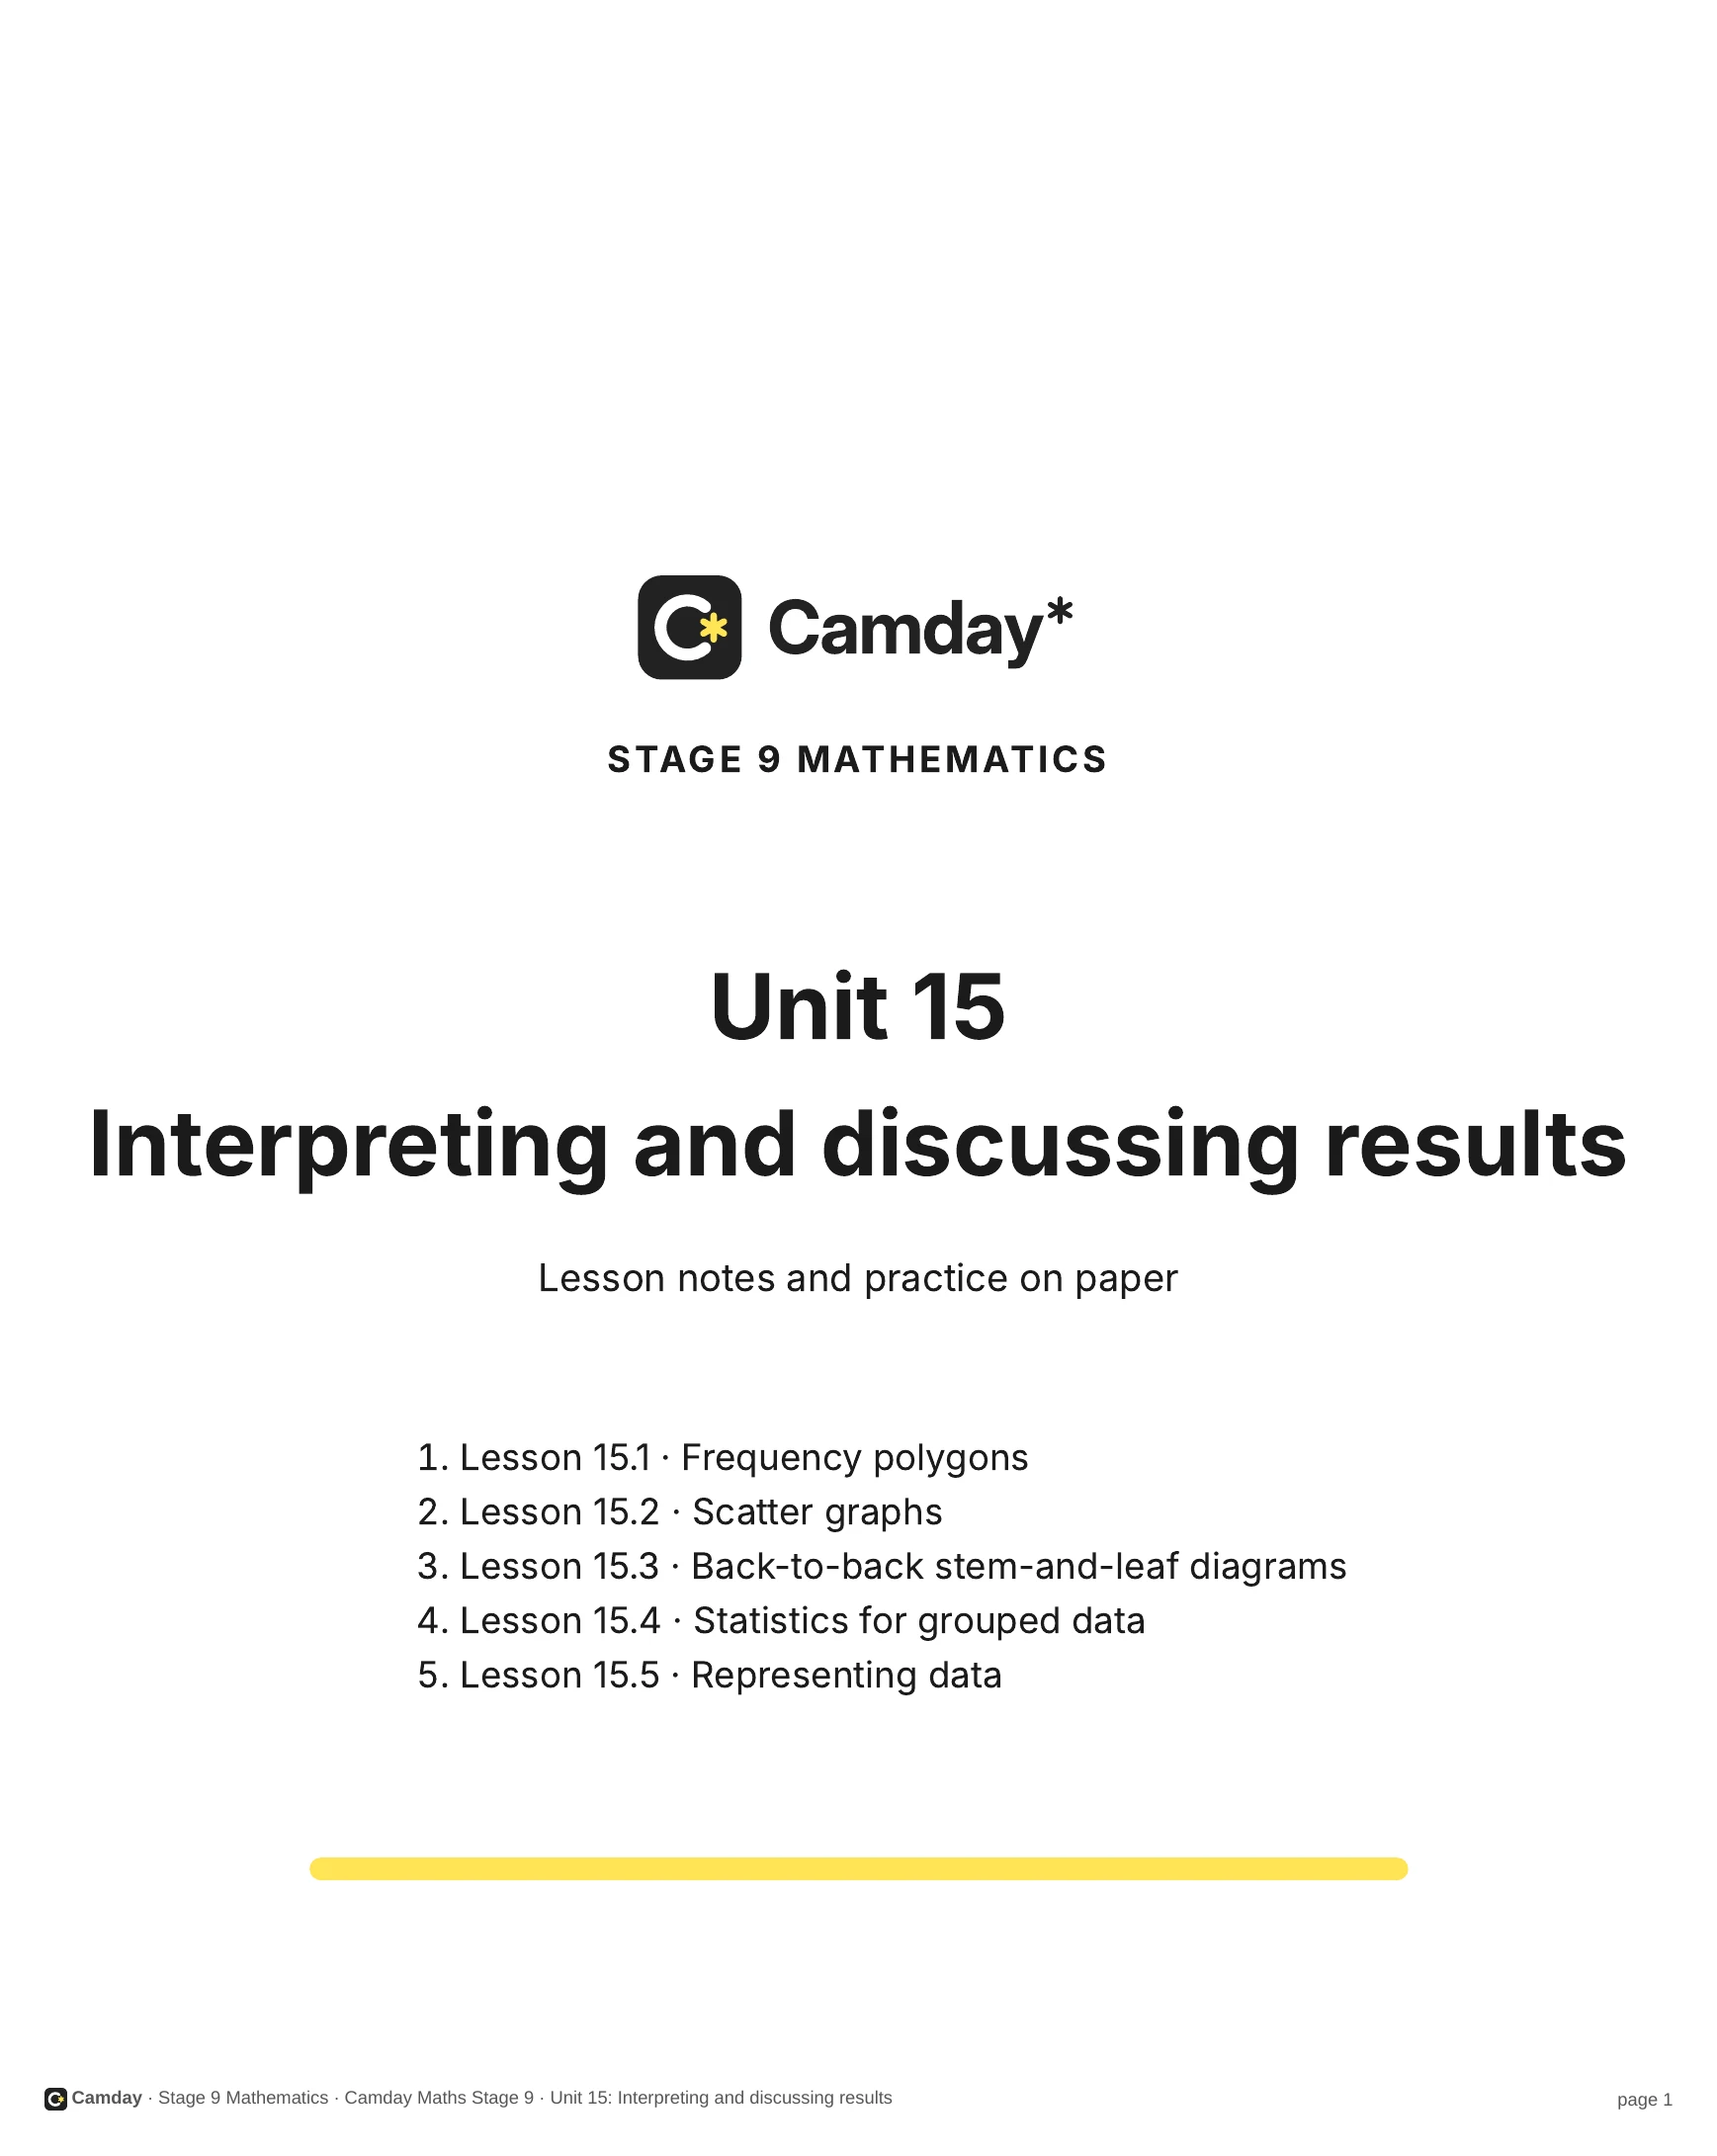 Camday*
STAGE 9 MATHEMATICS
Unit 15
Interpreting and discussing results
Lesson notes and practice on paper
1. Lesson 15.1 · Frequency polygons
2. Lesson 15.2 · Scatter graphs
3. Lesson 15.3 · Back-to-back stem-and-leaf diagrams
4. Lesson 15.4 · Statistics for grouped data
5. Lesson 15.5 · Representing data
Camday · Stage 9 Mathematics · Camday Maths Stage 9 · Unit 15: Interpreting and discussing results
page 1